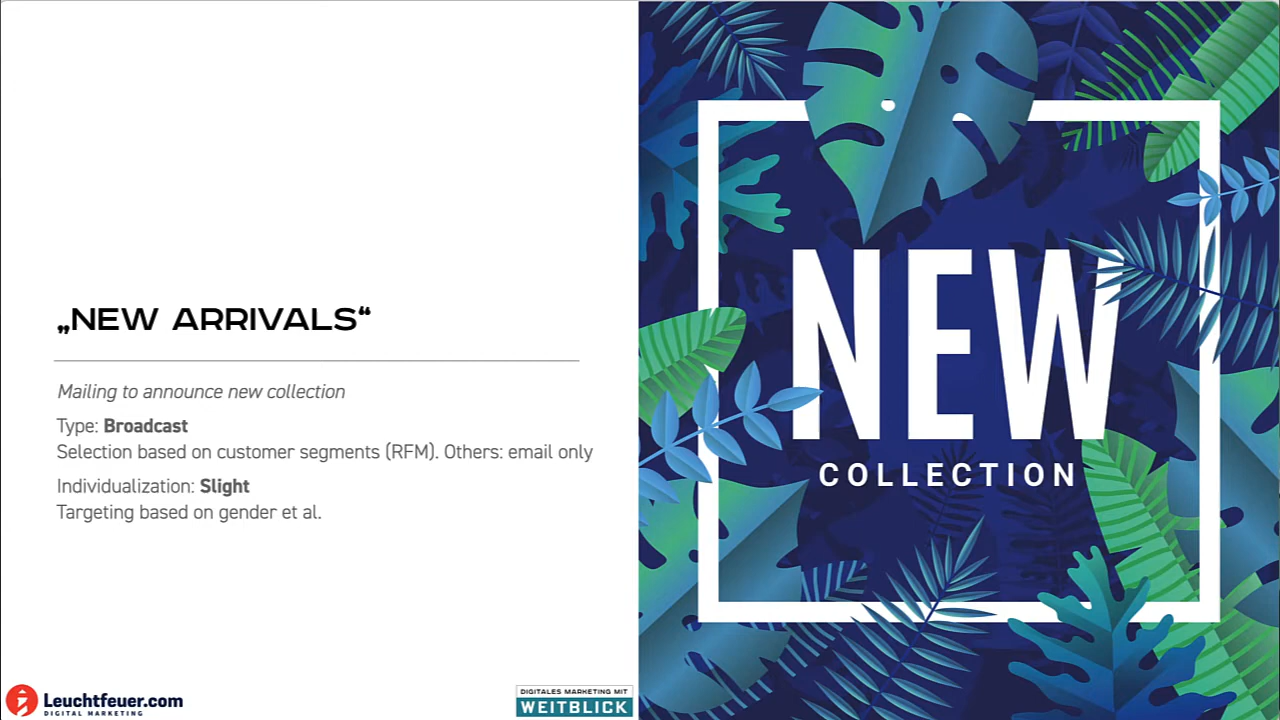 „NEW ARRIVALS“
Mailing to announce new collection
Type: Broadcast
Selection based on customer segments (RFM). Others: email only
Individualization: Slight
Targeting based on gender et al.
NEW
COLLECTION
Leuchtfeuer.com
DIGITAL MARKETING
DIGITALES MARKETING MIT
WEITBLICK